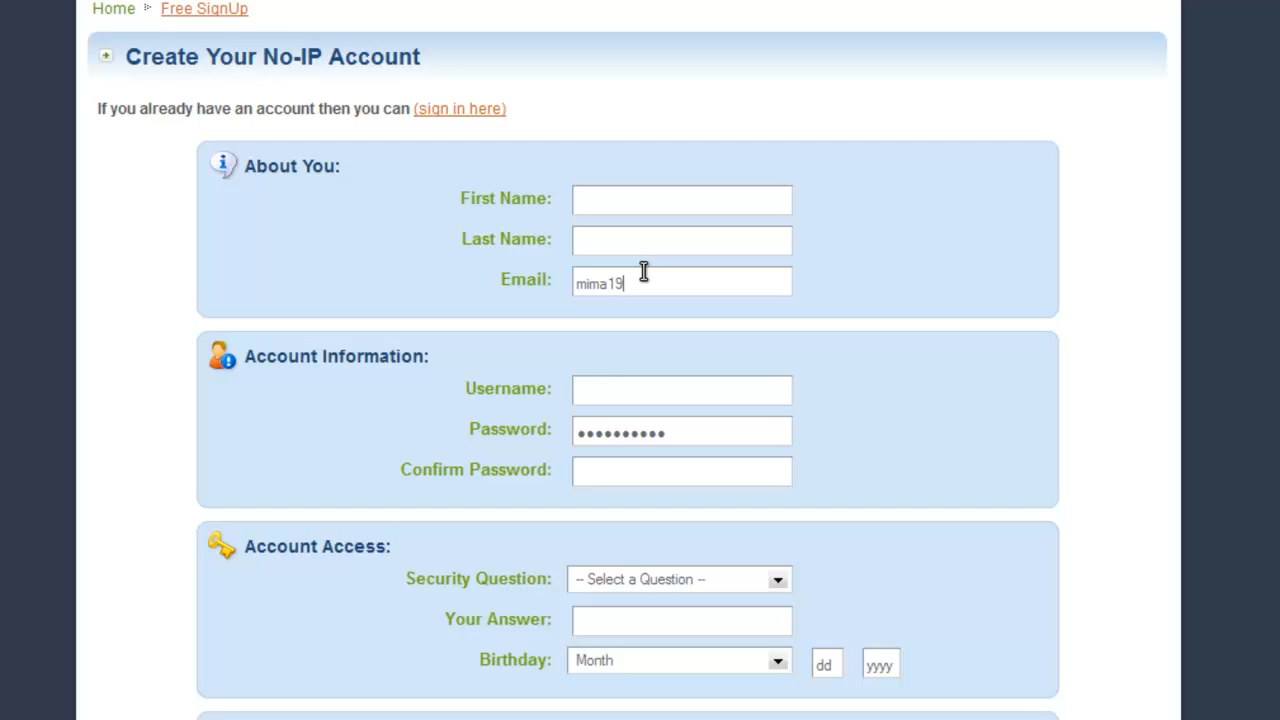 Home Free SignUp
Create Your No-IP Account
If you already have an account then you can (sign in here)
About You:
First Name:
Last Name:
Email: mima19
Account Information:
Username:
Password: ••••••••••
Confirm Password:
Account Access:
Security Question: -- Select a Question --
Your Answer:
Birthday: Month dd yyyy